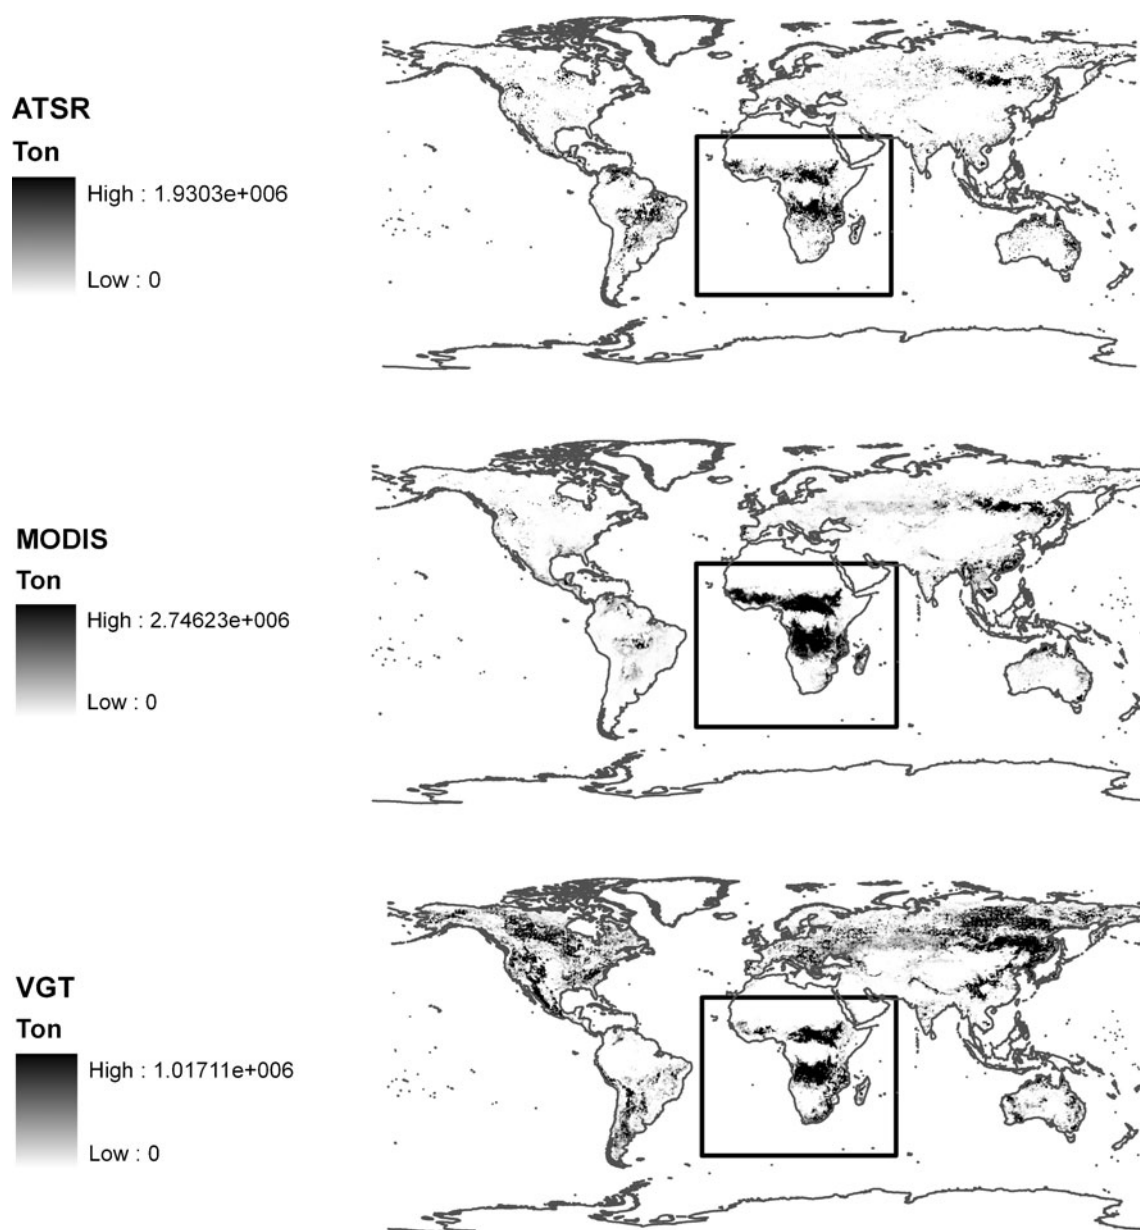 ATSR
Ton
High : 1.9303e+006
Low : 0
MODIS
Ton
High : 2.74623e+006
Low : 0
VGT
Ton
High : 1.01711e+006
Low : 0